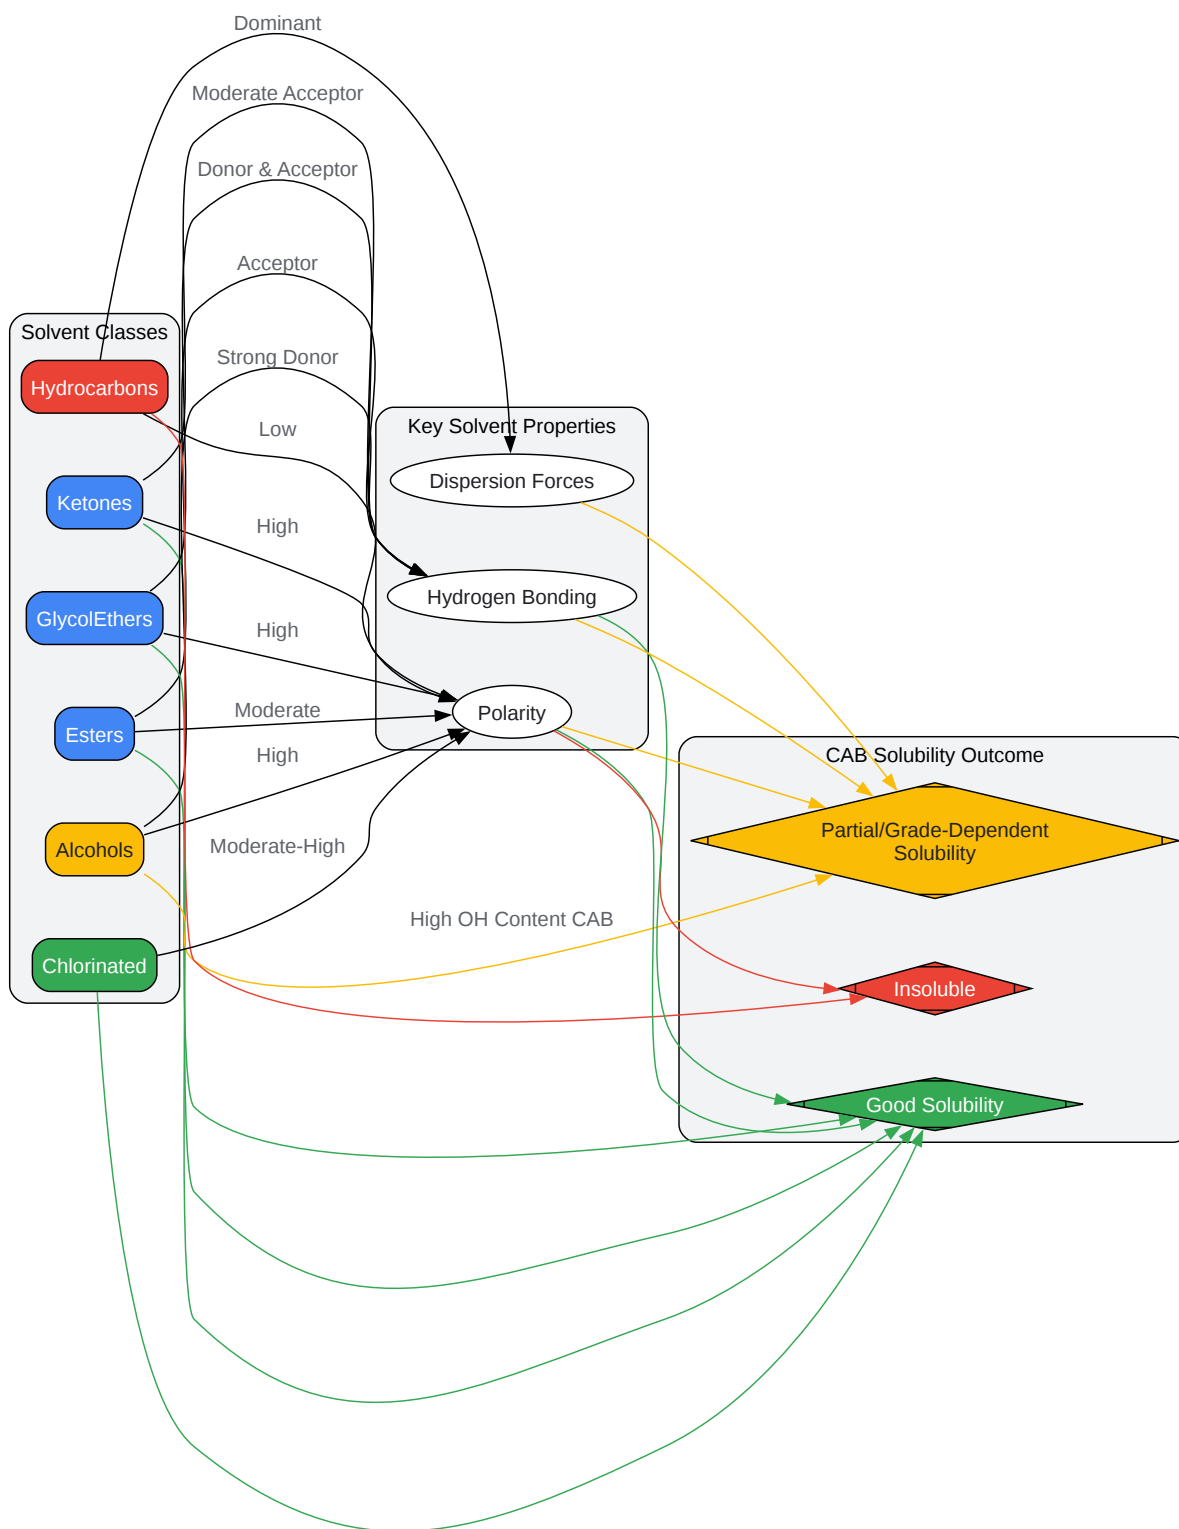 Dominant
Moderate Acceptor
Donor & Acceptor
Acceptor
Strong Donor
Low
High
High
Moderate
High
Moderate-High
High OH Content CAB
Solvent Classes
Hydrocarbons
Ketones
GlycolEthers
Esters
Alcohols
Chlorinated
Key Solvent Properties
Dispersion Forces
Hydrogen Bonding
Polarity
CAB Solubility Outcome
Partial/Grade-Dependent
Solubility
Insoluble
Good Solubility